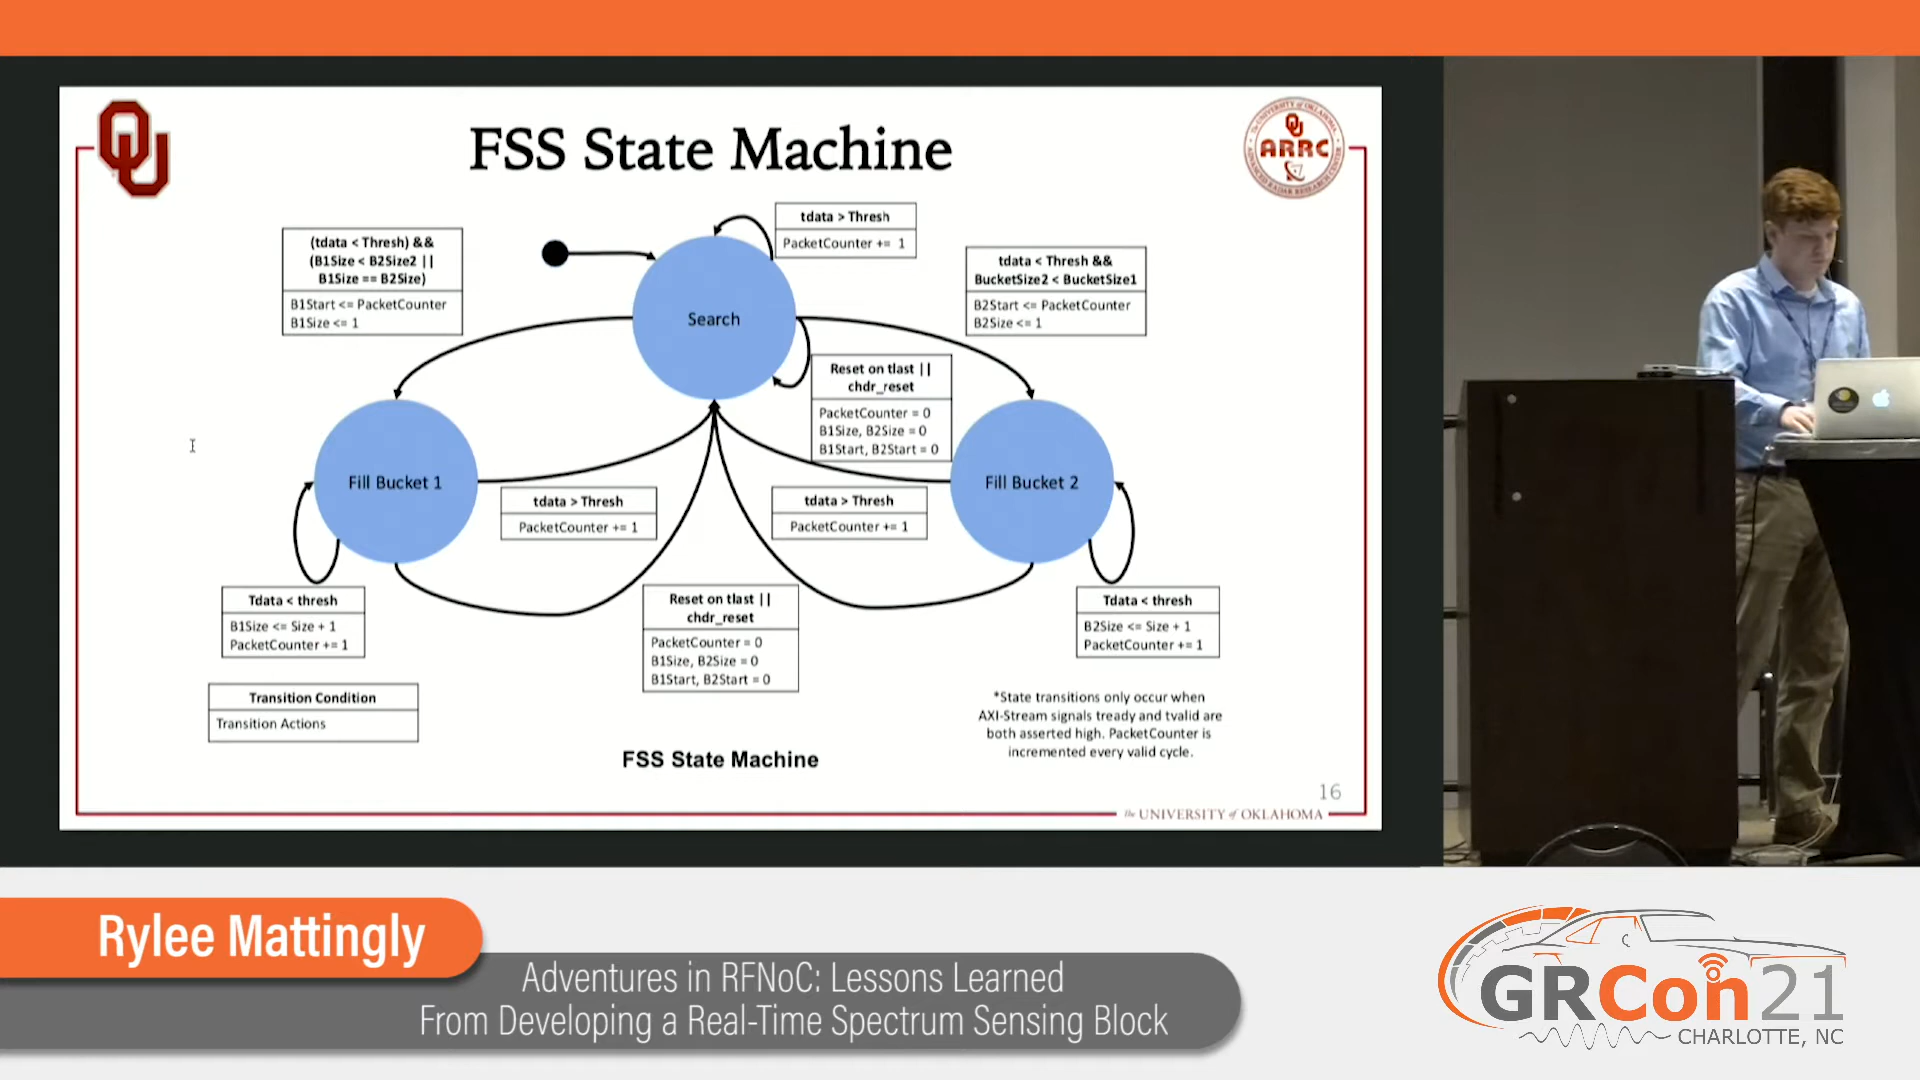 FSS State Machine
OU
ARRC
tdata > Thresh
PacketCounter += 1
(tdata < Thresh) &&
(B1Size < B2Size2 ||
B1Size == B2Size)
B1Start <= PacketCounter
B1Size <= 1
tdata < Thresh &&
BucketSize2 < BucketSize1
B2Start <= PacketCounter
B2Size <= 1
Search
Reset on tlast ||
chdr_reset
PacketCounter = 0
B1Size, B2Size = 0
B1Start, B2Start = 0
Fill Bucket 1
Fill Bucket 2
tdata > Thresh
PacketCounter += 1
tdata > Thresh
PacketCounter += 1
Tdata < thresh
B1Size <= Size + 1
PacketCounter += 1
Reset on tlast ||
chdr_reset
PacketCounter = 0
B1Size, B2Size = 0
B1Start, B2Start = 0
Tdata < thresh
B2Size <= Size + 1
PacketCounter += 1
Transition Condition
Transition Actions
*State transitions only occur when
AXI-Stream signals tready and tvalid are
both asserted high. PacketCounter is
incremented every valid cycle.
FSS State Machine
16
The UNIVERSITY of OKLAHOMA
Rylee Mattingly
Adventures in RFNoC: Lessons Learned
From Developing a Real-Time Spectrum Sensing Block
GRCon21
CHARLOTTE, NC